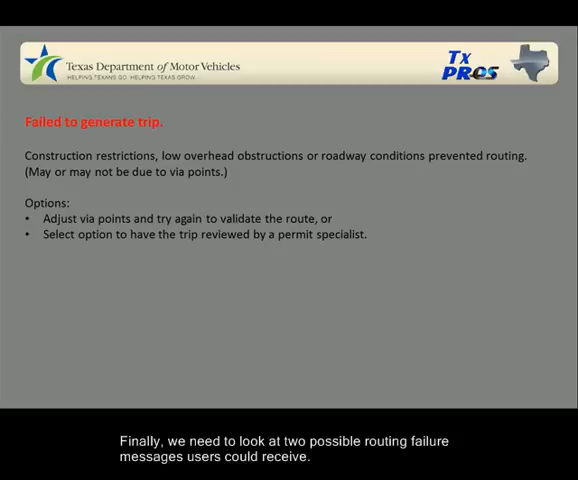 Texas Department of Motor Vehicles
HELPING TEXANS GO. HELPING TEXAS GROW.
Tx
PROS
Failed to generate trip.
Construction restrictions, low overhead obstructions or roadway conditions prevented routing.
(May or may not be due to via points.)
Options:
• Adjust via points and try again to validate the route, or
• Select option to have the trip reviewed by a permit specialist.
Finally, we need to look at two possible routing failure
messages users could receive.